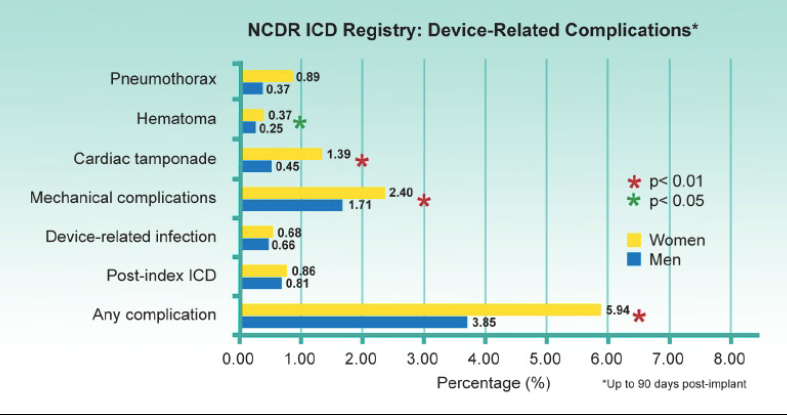 NCDR ICD Registry: Device-Related Complications*
Pneumothorax
0.89
0.37
Hematoma
0.37
0.25
*
Cardiac tamponade
1.39
0.45
*
Mechanical complications
2.40
1.71
*
* p< 0.01
* p< 0.05
Device-related infection
0.68
0.66
Women
Men
Post-index ICD
0.86
0.81
Any complication
5.94
3.85
*
0.00 1.00 2.00 3.00 4.00 5.00 6.00 7.00 8.00
Percentage (%)
*Up to 90 days post-implant